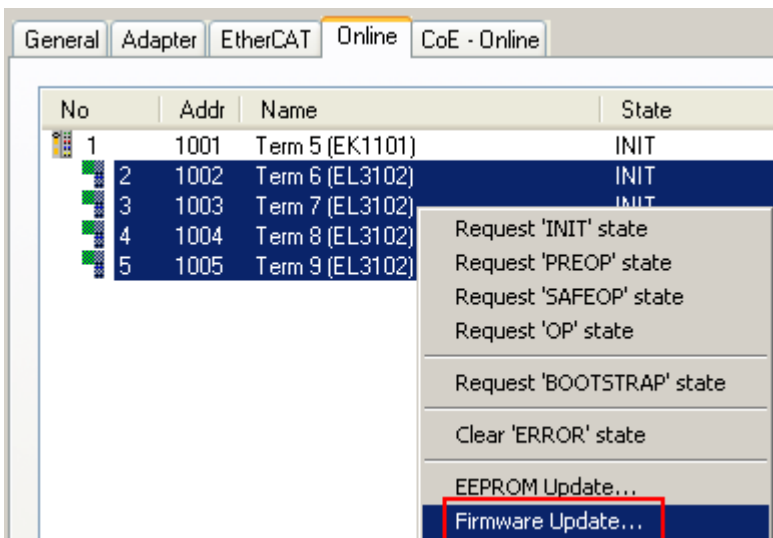 General Adapter EtherCAT Online CoE - Online
No Addr Name State
1 1001 Term 5 (EK1101) INIT
2 1002 Term 6 (EL3102) INIT
3 1003 Term 7 (EL3102) INIT
4 1004 Term 8 (EL3102)
5 1005 Term 9 (EL3102)
Request 'INIT' state
Request 'PREOP' state
Request 'SAFEOP' state
Request 'OP' state
Request 'BOOTSTRAP' state
Clear 'ERROR' state
EEPROM Update...
Firmware Update...